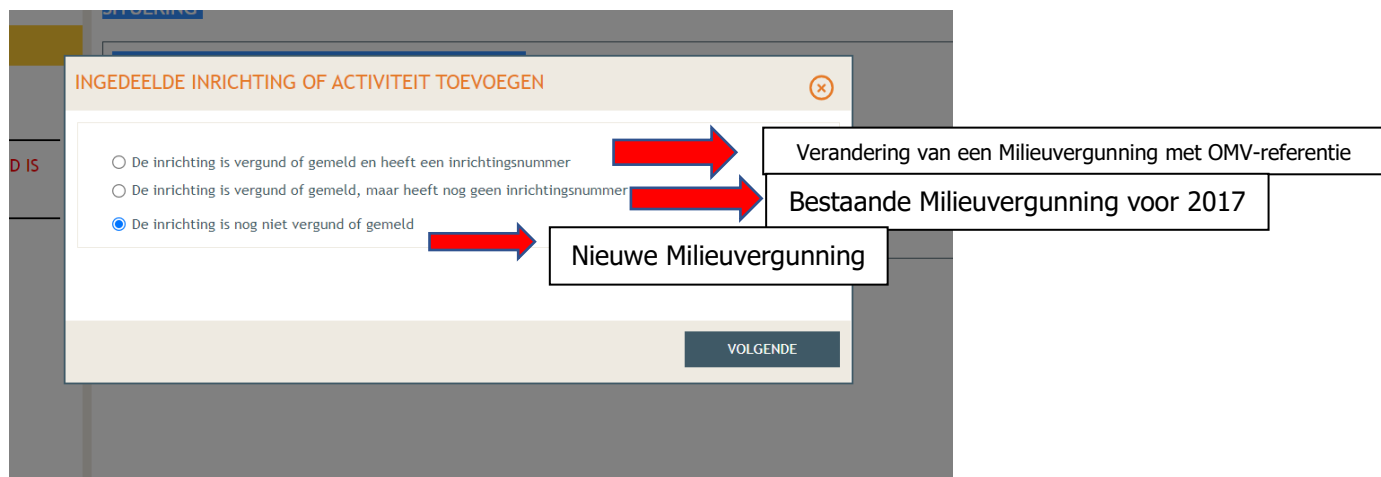 SITUERING
INGEDEELDE INRICHTING OF ACTIVITEIT TOEVOEGEN
De inrichting is vergund of gemeld en heeft een inrichtingsnummer
Verandering van een Milieuvergunning met OMV-referentie
D IS
De inrichting is vergund of gemeld, maar heeft nog geen inrichtingsnummer
Bestaande Milieuvergunning voor 2017
De inrichting is nog niet vergund of gemeld
Nieuwe Milieuvergunning
VOLGENDE